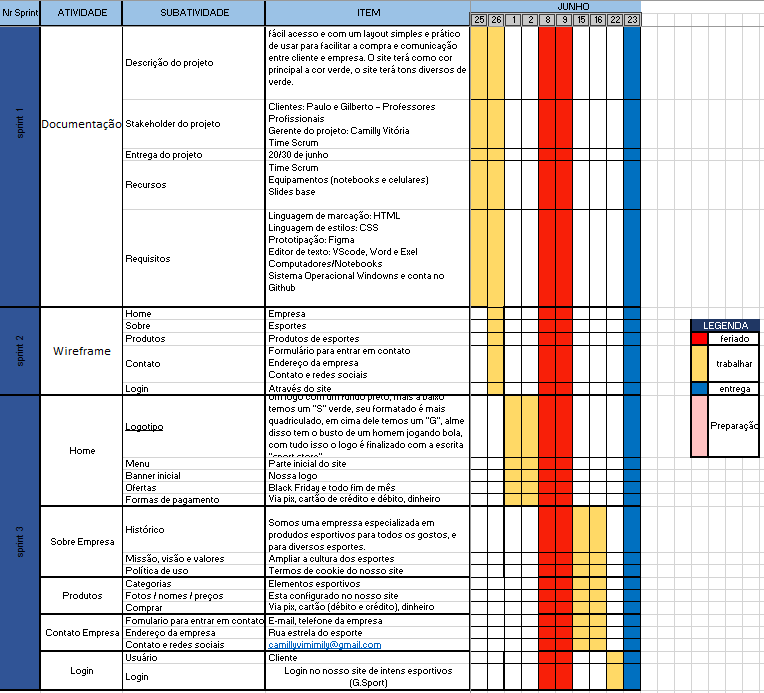 JUNHO
Nr Sprint ATIVIDADE SUBATIVIDADE ITEM
25 26 1 2 8 9 15 16 22 23
sprint 1
Documentação
Descrição do projeto
fácil acesso e com um layout simples e prático
de usar para facilitar a compra e comunicação
entre cliente e empresa. O site terá como cor
principal a cor verde, o site terá tons diversos de
verde.
Stakeholder do projeto
Clientes: Paulo e Gilberto – Professores
Profissionais
Gerente do projeto: Camilly Vitória
Time Scrum
Entrega do projeto
20/30 de junho
Recursos
Time Scrum
Equipamentos (notebooks e celulares)
Slides base
Requisitos
Linguagem de marcação: HTML
Linguagem de estilos: CSS
Prototipação: Figma
Editor de texto: VScode, Word e Exel
Computadores/Notebooks
Sistema Operacional Windowns e conta no
Github
sprint 2
Wireframe
Home Empresa
Sobre Esportes
Produtos Produtos de esportes
Contato
Formulário para entrar em contato
Endereço da empresa
Contato e redes sociais
Login Através do site
LEGENDA
feriado
trabalhar
entrega
Preparação
sprint 3
Home
Logotipo
um logo com um fundo preto, mais a baixo
temos um "S" verde, seu formatado é mais
quadriculado, em cima dele temos um "G", alme
disso tem o busto de um homem jogando bola,
com tudo isso o logo é finalizado com a escrita
"sport store"
Menu Parte inicial do site
Banner inicial Nossa logo
Ofertas Black Friday e todo fim de mês
Formas de pagamento Via pix, cartão de crédito e débito, dinheiro
Sobre Empresa
Histórico
Somos uma empressa especializada em
produdos esportivos para todos os gostos, e
para diversos esportes.
Missão, visão e valores Ampliar a cultura dos esportes
Política de uso Termos de cookie do nosso site
Produtos
Categorias Elementos esportivos
Fotos / nomes / preços Esta configurado no nosso site
Comprar Via pix, cartão (débito e crédito), dinheiro
Contato Empresa
Fomulario para entrar em contato E-mail, telefone da empresa
Endereço da empresa Rua estrela do esporte
Contato e redes sociais camillyvimimily@gmail.com
Login
Usuário Cliente
Login
Login no nosso site de intens esportivos
(G.Sport)